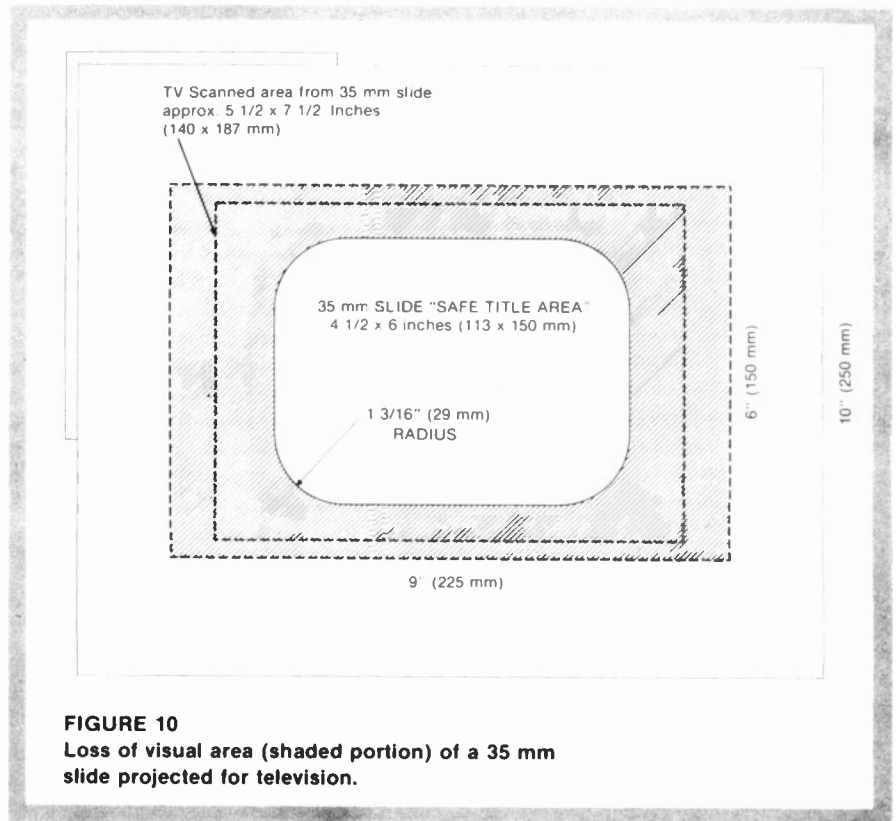 TV Scanned area from 35 mm slide
approx. 5 1/2 x 7 1/2 Inches
(140 x 187 mm)
35 mm SLIDE "SAFE TITLE AREA"
4 1/2 x 6 inches (113 x 150 mm)
1 3/16" (29 mm)
RADIUS
6" (150 mm)
10" (250 mm)
9" (225 mm)
FIGURE 10
Loss of visual area (shaded portion) of a 35 mm
slide projected for television.